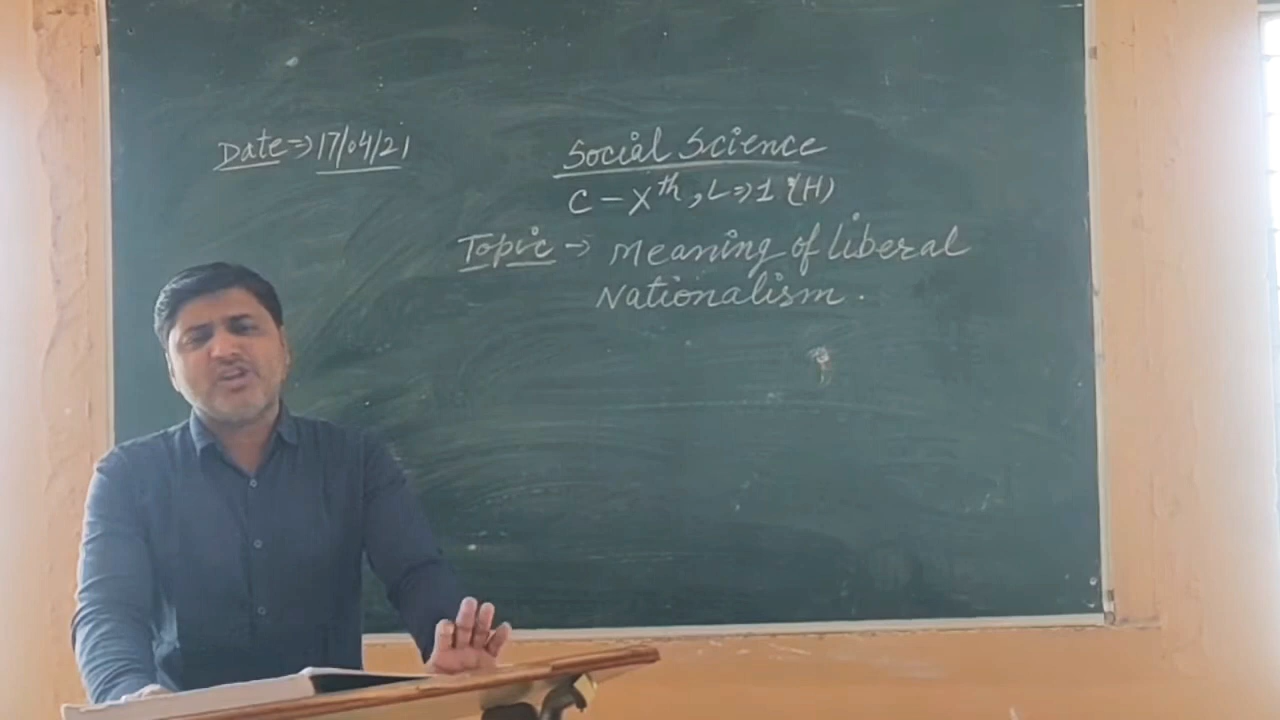 Date⇒17/04/21
Social Science
C - Xth, L⇒1 (H)
Topic → Meaning of liberal
Nationalism.